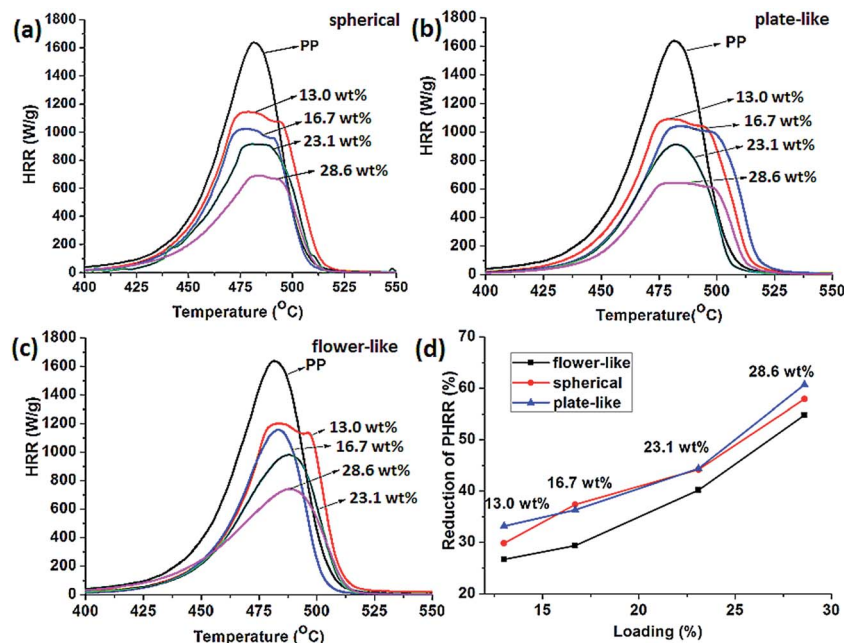 (a)
spherical
PP
13.0 wt%
16.7 wt%
23.1 wt%
28.6 wt%
HRR (W/g)
1800
1600
1400
1200
1000
800
600
400
200
0
400 425 450 475 500 525 550
Temperature (°C)
(b)
plate-like
PP
13.0 wt%
16.7 wt%
23.1 wt%
28.6 wt%
HRR (W/g)
1800
1600
1400
1200
1000
800
600
400
200
0
400 425 450 475 500 525 550
Temperature(°C)
(c)
flower-like
PP
13.0 wt%
16.7 wt%
28.6 wt%
23.1 wt%
HRR (W/g)
1800
1600
1400
1200
1000
800
600
400
200
0
400 425 450 475 500 525 550
Temperature (°C)
(d)
flower-like
spherical
plate-like
28.6 wt%
23.1 wt%
16.7 wt%
13.0 wt%
Reduction of PHRR (%)
70
60
50
40
30
20
15 20 25 30
Loading (%)